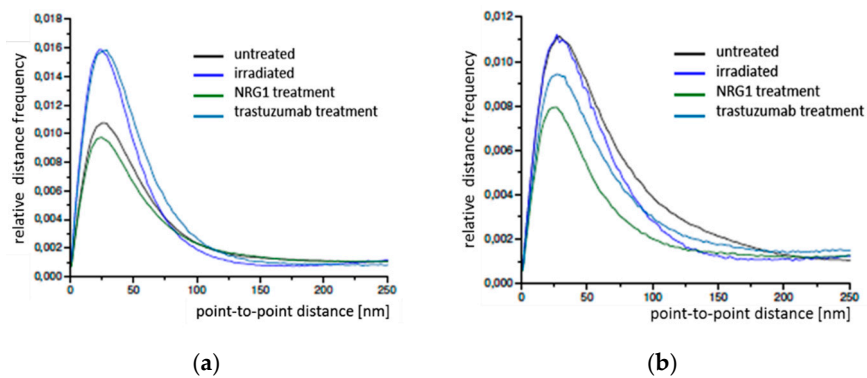 0,018
0,016
0,014
0,012
0,010
0,008
0,006
0,004
0,002
0,000
relative distance frequency
untreated
irradiated
NRG1 treatment
trastuzumab treatment
0 50 100 150 200 250
point-to-point distance [nm]
(a)
0,012
0,010
0,008
0,006
0,004
0,002
0,000
relative distance frequency
untreated
irradiated
NRG1 treatment
trastuzumab treatment
0 50 100 150 200 250
point-to-point distance [nm]
(b)